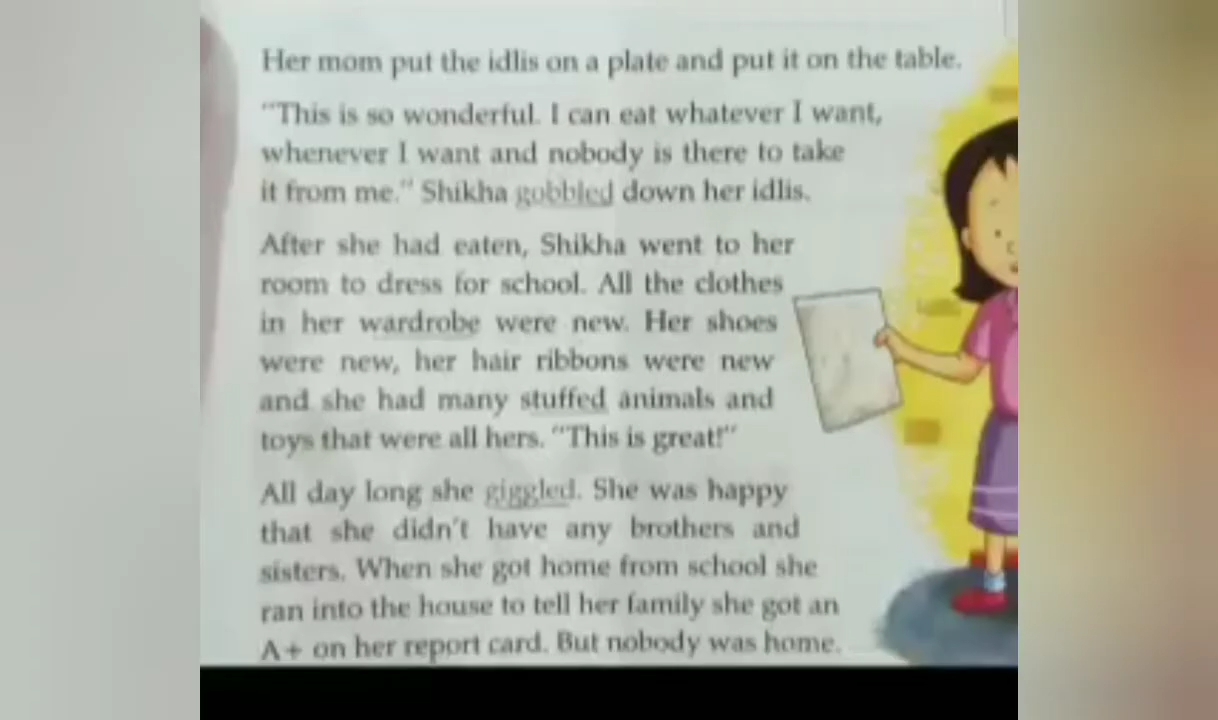 Her mom put the idlis on a plate and put it on the table.
"This is so wonderful. I can eat whatever I want,
whenever I want and nobody is there to take
it from me." Shikha gobbled down her idlis.
After she had eaten, Shikha went to her
room to dress for school. All the clothes
in her wardrobe were new. Her shoes
were new, her hair ribbons were new
and she had many stuffed animals and
toys that were all hers. "This is great!"
All day long she giggled. She was happy
that she didn't have any brothers and
sisters. When she got home from school she
ran into the house to tell her family she got an
A+ on her report card. But nobody was home.